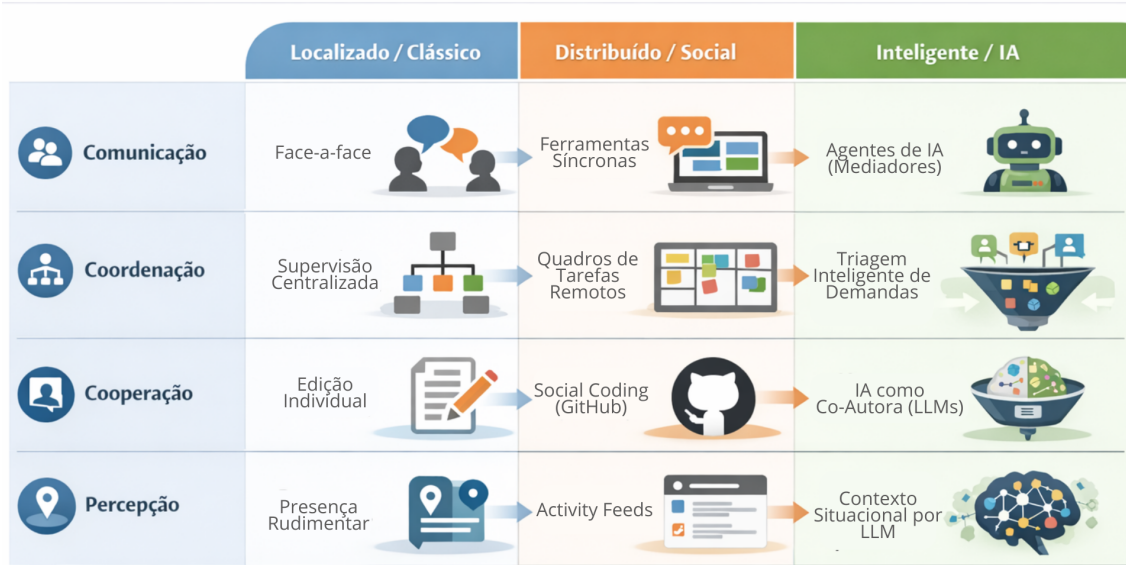 Localizado / Clássico
Distribuído / Social
Inteligente / IA
Comunicação
Face-a-face
Ferramentas
Síncronas
Agentes de IA
(Mediadores)
Coordenação
Supervisão
Centralizada
Quadros de
Tarefas
Remotos
Triagem
Inteligente de
Demandas
Cooperação
Edição
Individual
Social Coding
(GitHub)
IA como
Co-Autora (LLMs)
Percepção
Presença
Rudimentar
Activity Feeds
Contexto
Situacional por
LLM